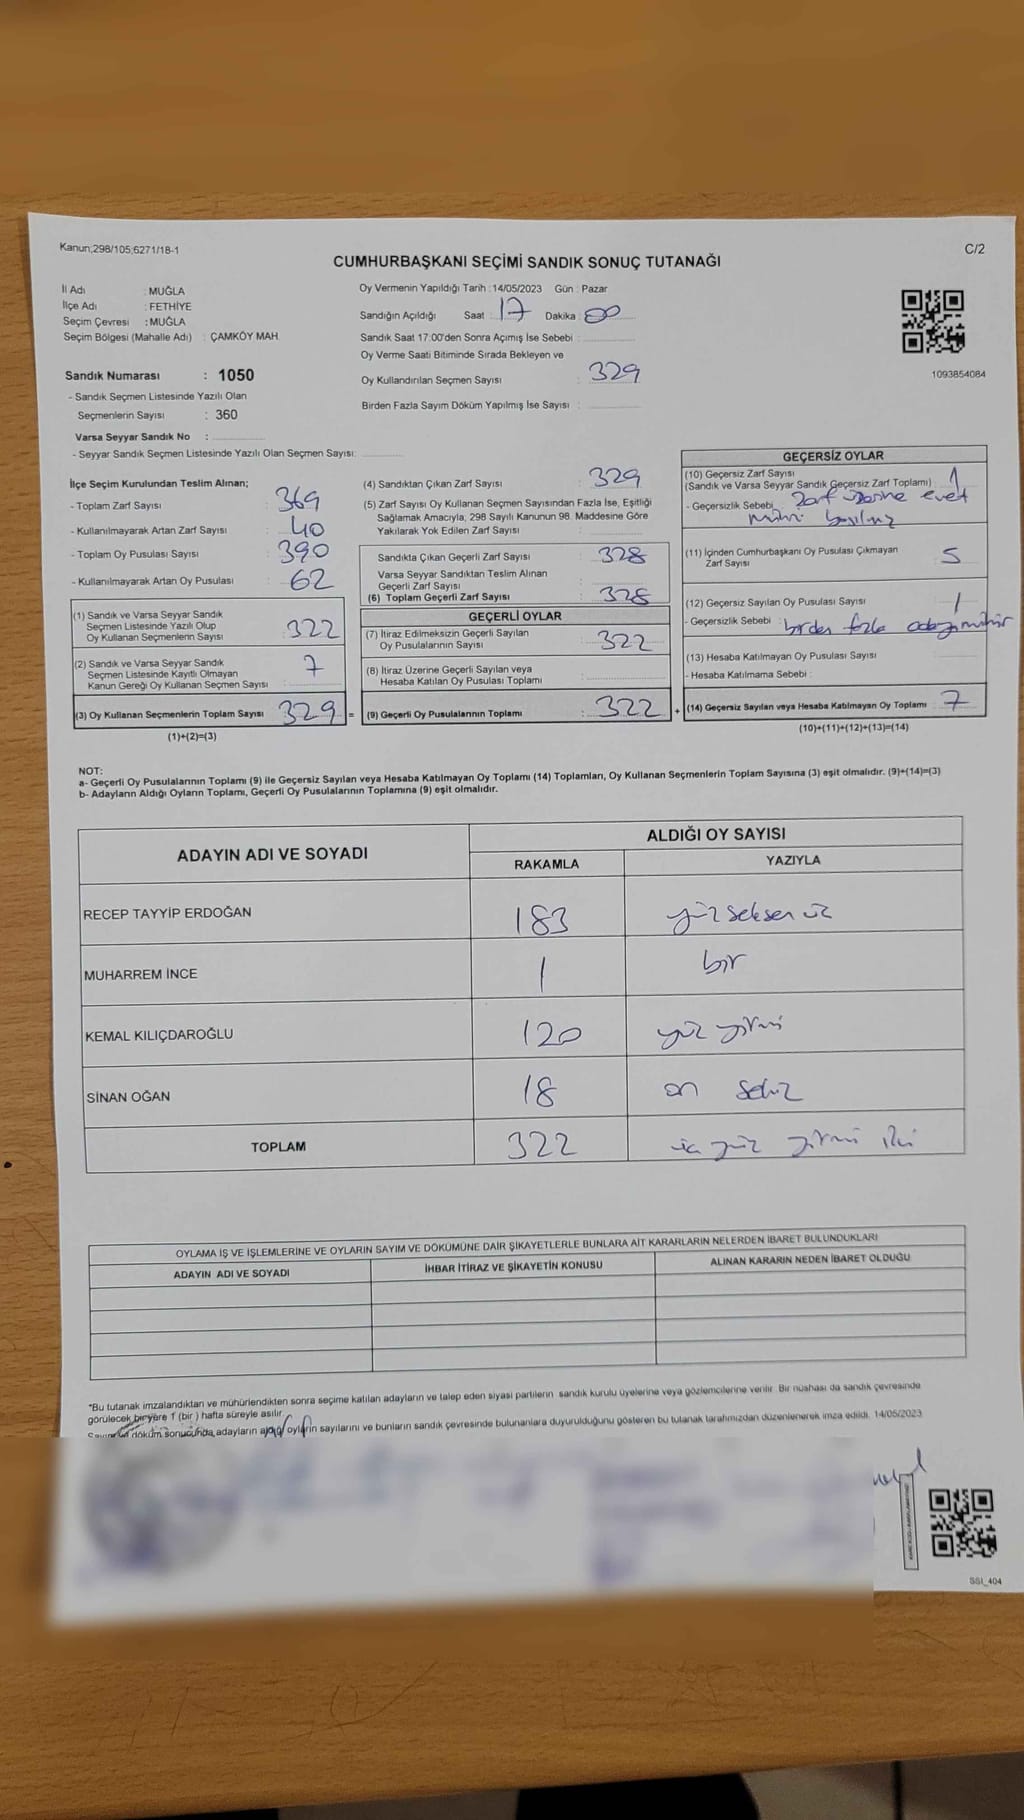 Kanun;298/105;6271/18-1
C/2
CUMHURBAŞKANI SEÇİMİ SANDIK SONUÇ TUTANAĞI
İl Adı : MUĞLA
İlçe Adı : FETHİYE
Seçim Çevresi : MUĞLA
Seçim Bölgesi (Mahalle Adı) : ÇAMKÖY MAH.
Sandık Numarası : 1050
- Sandık Seçmen Listesinde Yazılı Olan
Seçmenlerin Sayısı : 360
Varsa Seyyar Sandık No :
- Seyyar Sandık Seçmen Listesinde Yazılı Olan Seçmen Sayısı:
Oy Vermenin Yapıldığı Tarih :14/05/2023 Gün : Pazar
Sandığın Açıldığı Saat : 17 Dakika : 00
Sandık Saat 17:00'den Sonra Açımış İse Sebebi :
Oy Verme Saati Bitiminde Sırada Bekleyen ve
Oy Kullandırılan Seçmen Sayısı : 329
Birden Fazla Sayım Döküm Yapılmış İse Sayısı :
1093854084
İlçe Seçim Kurulundan Teslim Alınan;
- Toplam Zarf Sayısı : 369
- Kullanılmayarak Artan Zarf Sayısı : 40
- Toplam Oy Pusulası Sayısı : 390
- Kullanılmayarak Artan Oy Pusulası : 62
(1) Sandık ve Varsa Seyyar Sandık
Seçmen Listesinde Yazılı Olup
Oy Kullanan Seçmenlerin Sayısı : 322
(2) Sandık ve Varsa Seyyar Sandık
Seçmen Listesinde Kayıtlı Olmayan
Kanun Gereği Oy Kullanan Seçmen Sayısı : 7
(3) Oy Kullanan Seçmenlerin Toplam Sayısı : 329 =
(1)+(2)=(3)
(4) Sandıktan Çıkan Zarf Sayısı : 329
(5) Zarf Sayısı Oy Kullanan Seçmen Sayısından Fazla İse, Eşitliği
Sağlamak Amacıyla, 298 Sayılı Kanunun 98. Maddesine Göre
Yakılarak Yok Edilen Zarf Sayısı :
Sandıkta Çıkan Geçerli Zarf Sayısı : 328
Varsa Seyyar Sandıktan Teslim Alınan
Geçerli Zarf Sayısı :
(6) Toplam Geçerli Zarf Sayısı : 328
GEÇERLİ OYLAR
(7) İtiraz Edilmeksizin Geçerli Sayılan
Oy Pusulalarının Sayısı : 322
(8) İtiraz Üzerine Geçerli Sayılan veya
Hesaba Katılan Oy Pusulası Toplamı :
(9) Geçerli Oy Pusulalarının Toplamı : 322 +
GEÇERSİZ OYLAR
(10) Geçersiz Zarf Sayısı
(Sandık ve Varsa Seyyar Sandık Geçersiz Zarf Toplamı) : 1
- Geçersizlik Sebebi : Zarf üzerine evet
(11) İçinden Cumhurbaşkanı Oy Pusulası Çıkmayan
Zarf Sayısı : 5
(12) Geçersiz Sayılan Oy Pusulası Sayısı : 1
- Geçersizlik Sebebi : birden fazla adaya mühür
(13) Hesaba Katılmayan Oy Pusulası Sayısı :
- Hesaba Katılmama Sebebi :
(14) Geçersiz Sayılan veya Hesaba Katılmayan Oy Toplamı : 7
(10)+(11)+(12)+(13)=(14)
NOT:
a- Geçerli Oy Pusulalarının Toplamı (9) ile Geçersiz Sayılan veya Hesaba Katılmayan Oy Toplamı (14) Toplamları, Oy Kullanan Seçmenlerin Toplam Sayısına (3) eşit olmalıdır. (9)+(14)=(3)
b- Adayların Aldığı Oyların Toplamı, Geçerli Oy Pusulalarının Toplamına (9) eşit olmalıdır.
ADAYIN ADI VE SOYADI ALDIĞI OY SAYISI
RAKAMLA YAZIYLA
RECEP TAYYİP ERDOĞAN 183 yüz seksen üç
MUHARREM İNCE 1 bir
KEMAL KILIÇDAROĞLU 120 yüz yirmi
SİNAN OĞAN 18 on sekiz
TOPLAM 322 üç yüz yirmi iki
OYLAMA İŞ VE İŞLEMLERİNE VE OYLARIN SAYIM VE DÖKÜMÜNE DAİR ŞİKAYETLERLE BUNLARA AİT KARARLARIN NELERDEN İBARET BULUNDUKLARI
ADAYIN ADI VE SOYADI İHBAR İTİRAZ VE ŞİKAYETİN KONUSU ALINAN KARARIN NEDEN İBARET OLDUĞU
*Bu tutanak imzalandıktan ve mühürlendikten sonra seçime katılan adayların ve talep eden siyasi partilerin sandık kurulu üyelerine veya gözlemcilerine verilir. Bir nüshası da sandık çevresinde
görülecek bir yere 1 (bir ) hafta süreyle asılır.
döküm sonucunda adayların aldığı oyların sayılarını ve bunların sandık çevresinde bulunanlara duyurulduğunu gösteren bu tutanak tarafımızdan düzenlenerek imza edildi. 14/05/2023
SSI_404